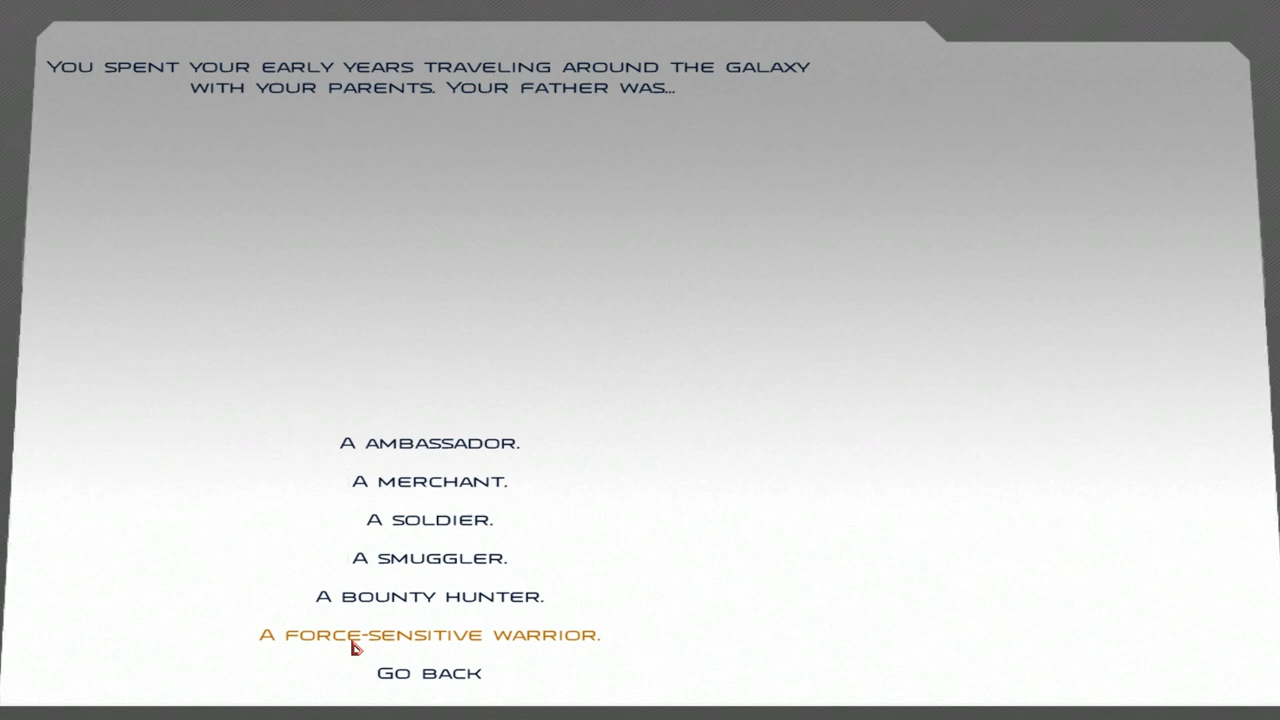 You spent your early years traveling around the galaxy
with your parents. Your father was...
A ambassador.
A merchant.
A soldier.
A smuggler.
A bounty hunter.
A force-sensitive warrior.
Go back